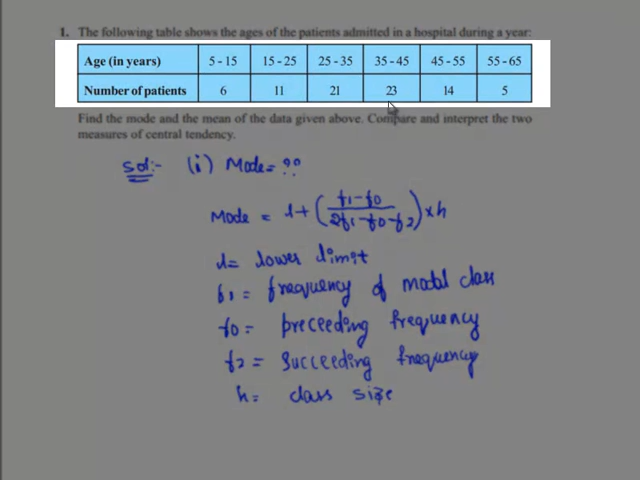 1. The following table shows the ages of the patients admitted in a hospital during a year:
Age (in years) 5 - 15 15 - 25 25 - 35 35 - 45 45 - 55 55 - 65
Number of patients 6 11 21 23 14 5
Find the mode and the mean of the data given above. Compare and interpret the two
measures of central tendency.
Sol:- (i) Mode = ??
Mode = l + (f1 - f0 / 2f1 - f0 - f2) × h
l = lower limit
f1 = frequency of modal class
f0 = preceeding frequency
f2 = succeeding frequency
h = class size